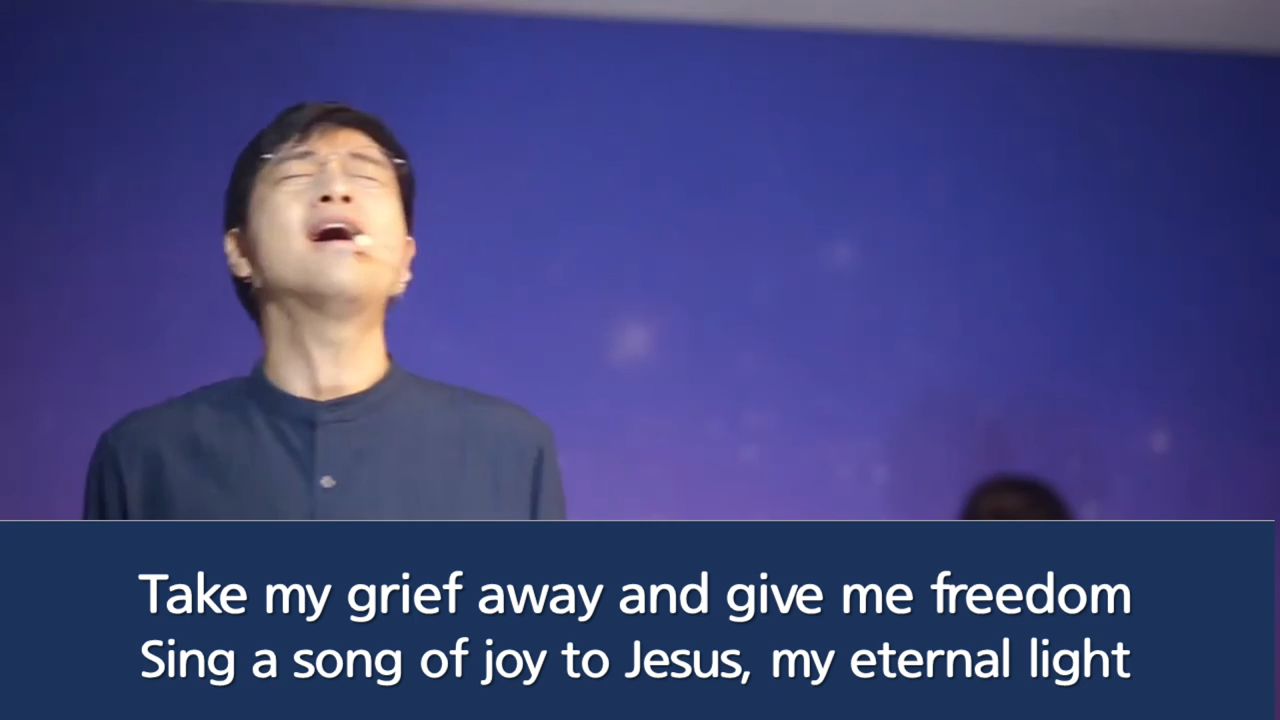 Take my grief away and give me freedom
Sing a song of joy to Jesus, my eternal light